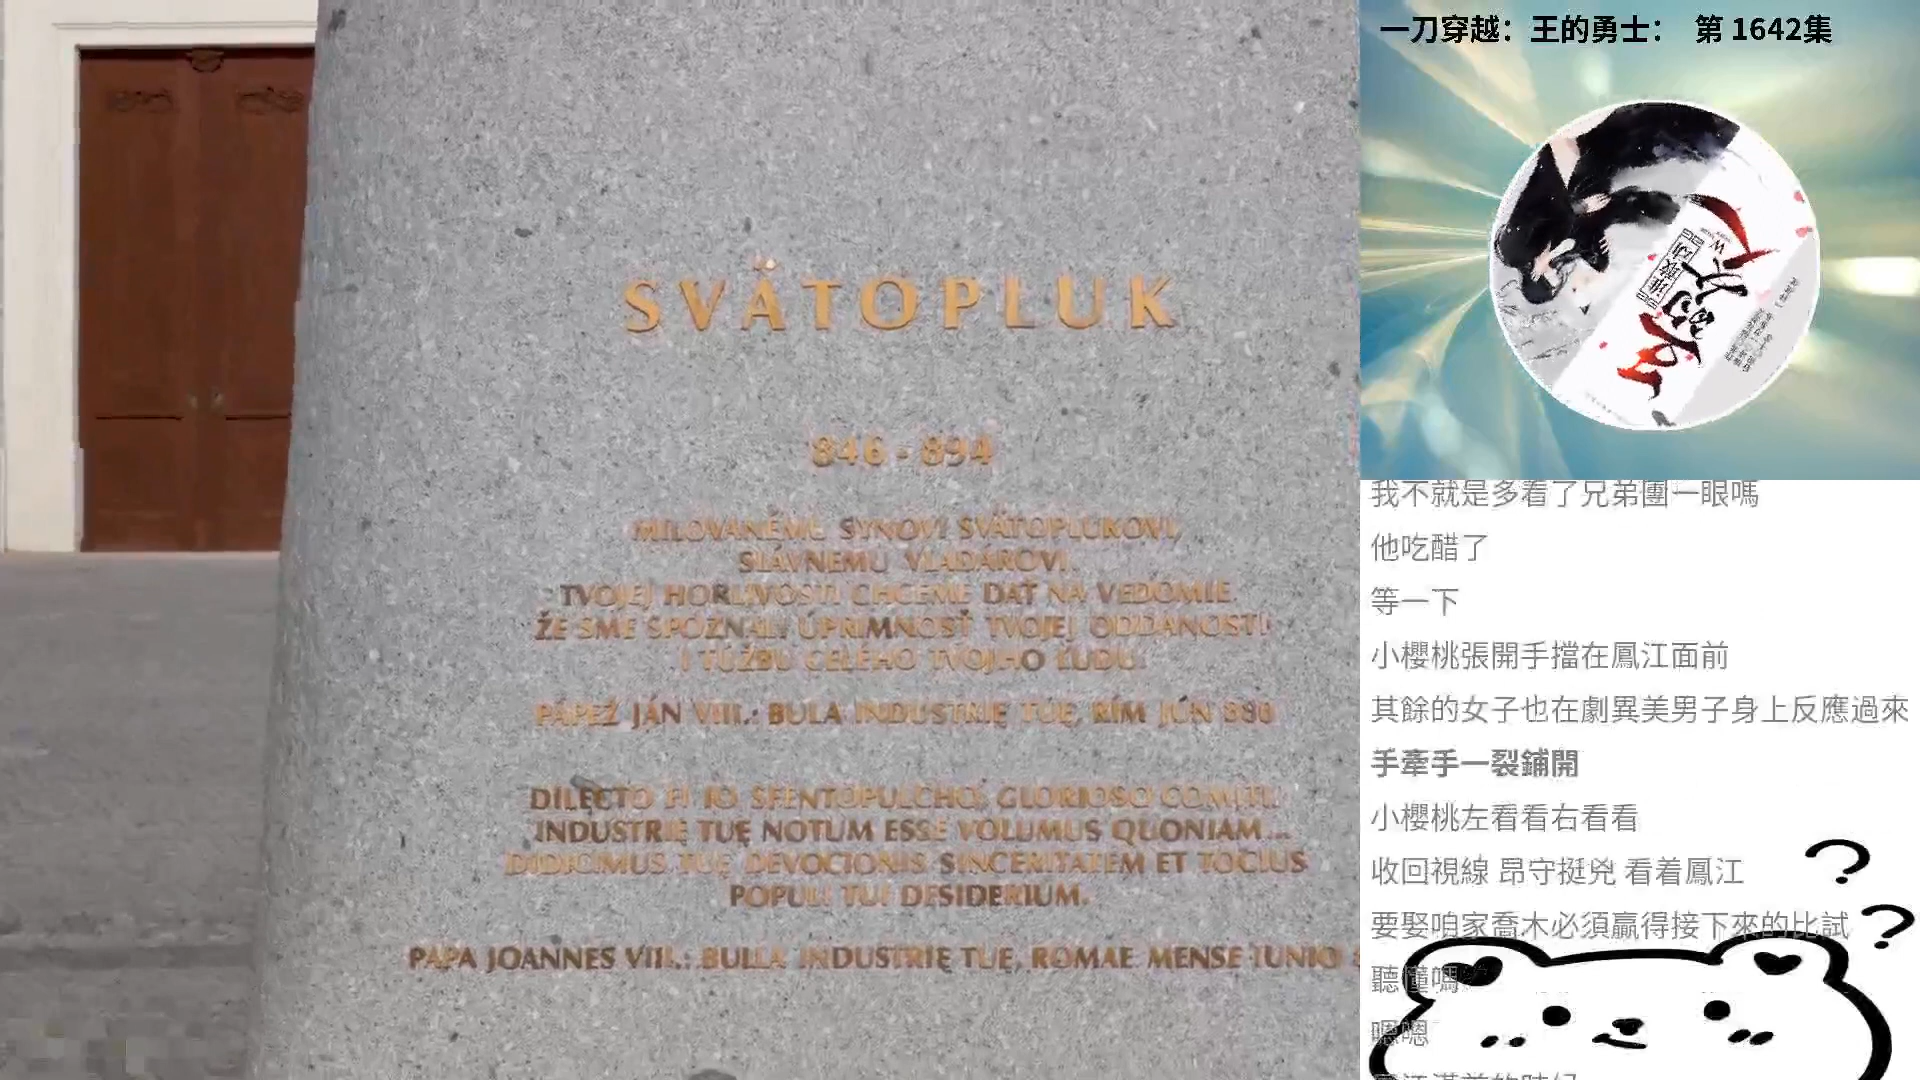 SVÄTOPLUK
846 - 894
MILOVANÉMU SYNOVI SVÄTOPLUKOVI,
SLÁVNEMU VLADÁROVI.
TVOJEJ HORLIVOSTI CHCEME DAŤ NA VEDOMIE
ŽE SME SPOZNALI ÚPRIMNOSŤ TVOJEJ ODDANOSTI
I TÚŽBU CELÉHO TVOJHO ĽUDU.
PÁPEŽ JÁN VIII.: BULA INDUSTRIĘ TUĘ, RÍM JÚN 880
DILECTO FILIO SFENTOPULCHO, GLORIOSO COMITI.
INDUSTRIĘ TUĘ NOTUM ESSE VOLUMUS QUONIAM...
DIDICIMUS TUĘ DEVOCIONIS SINCERITATEM ET TOCIUS
POPULI TUI DESIDERIUM.
PAPA JOANNES VIII.: BULLA INDUSTRIĘ TUĘ, ROMAE MENSE IUNIO
一刀穿越：王的勇士： 第 1642集
我不就是多看了兄弟團一眼嗎
他吃醋了
等一下
小櫻桃張開手擋在鳳江面前
其餘的女子也在劇異美男子身上反應過來
手牽手一裂鋪開
小櫻桃左看看右看看
收回視線 昂守挺兇 看着鳳江
要娶咱家喬木必須贏得接下來的比試
聽懂嗎
嗯嗯